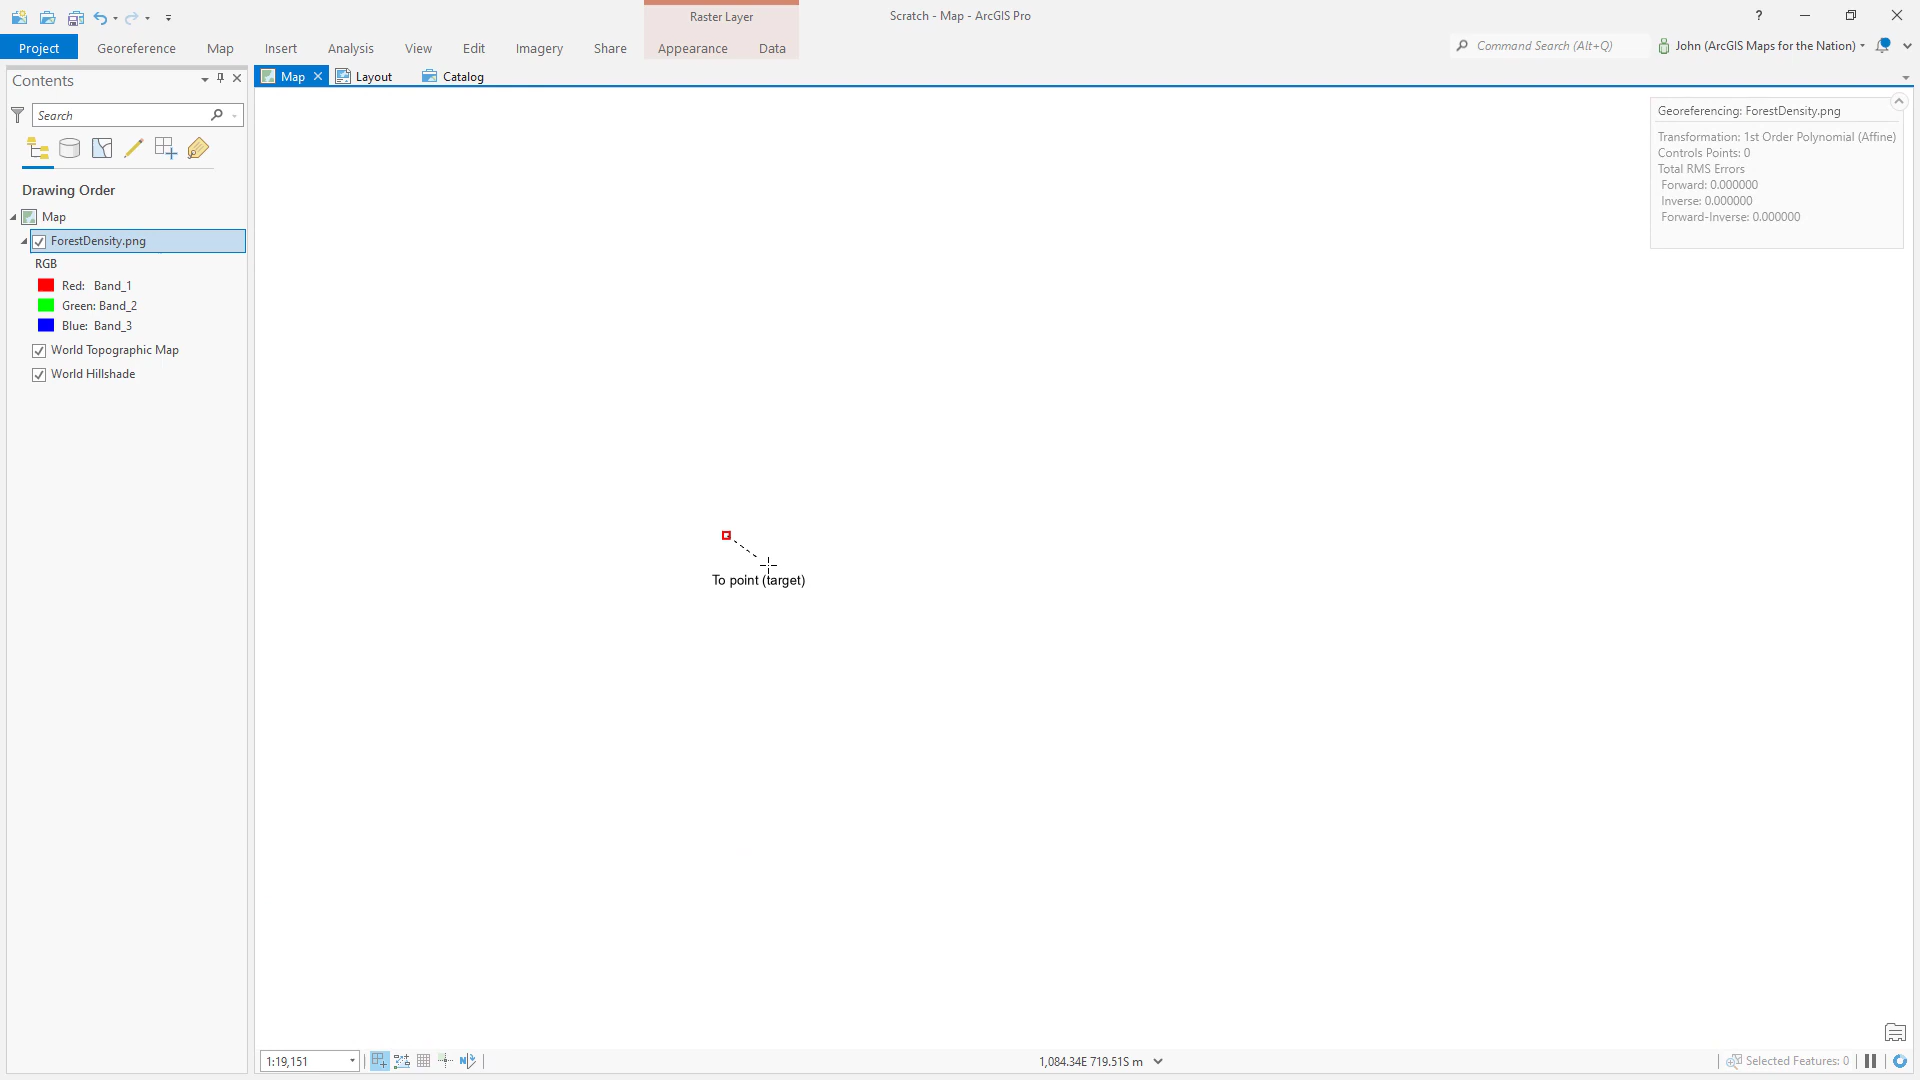 Raster Layer
Scratch - Map - ArcGIS Pro
?
Project
Georeference
Map
Insert
Analysis
View
Edit
Imagery
Share
Appearance
Data
Command Search (Alt+Q)
John (ArcGIS Maps for the Nation)
Contents
Map
Layout
Catalog
Search
Drawing Order
Map
ForestDensity.png
RGB
Red: Band_1
Green: Band_2
Blue: Band_3
World Topographic Map
World Hillshade
Georeferencing: ForestDensity.png
Transformation: 1st Order Polynomial (Affine)
Controls Points: 0
Total RMS Errors
Forward: 0.000000
Inverse: 0.000000
Forward-Inverse: 0.000000
To point (target)
1:19,151
1,084.34E 719.51S m
Selected Features: 0